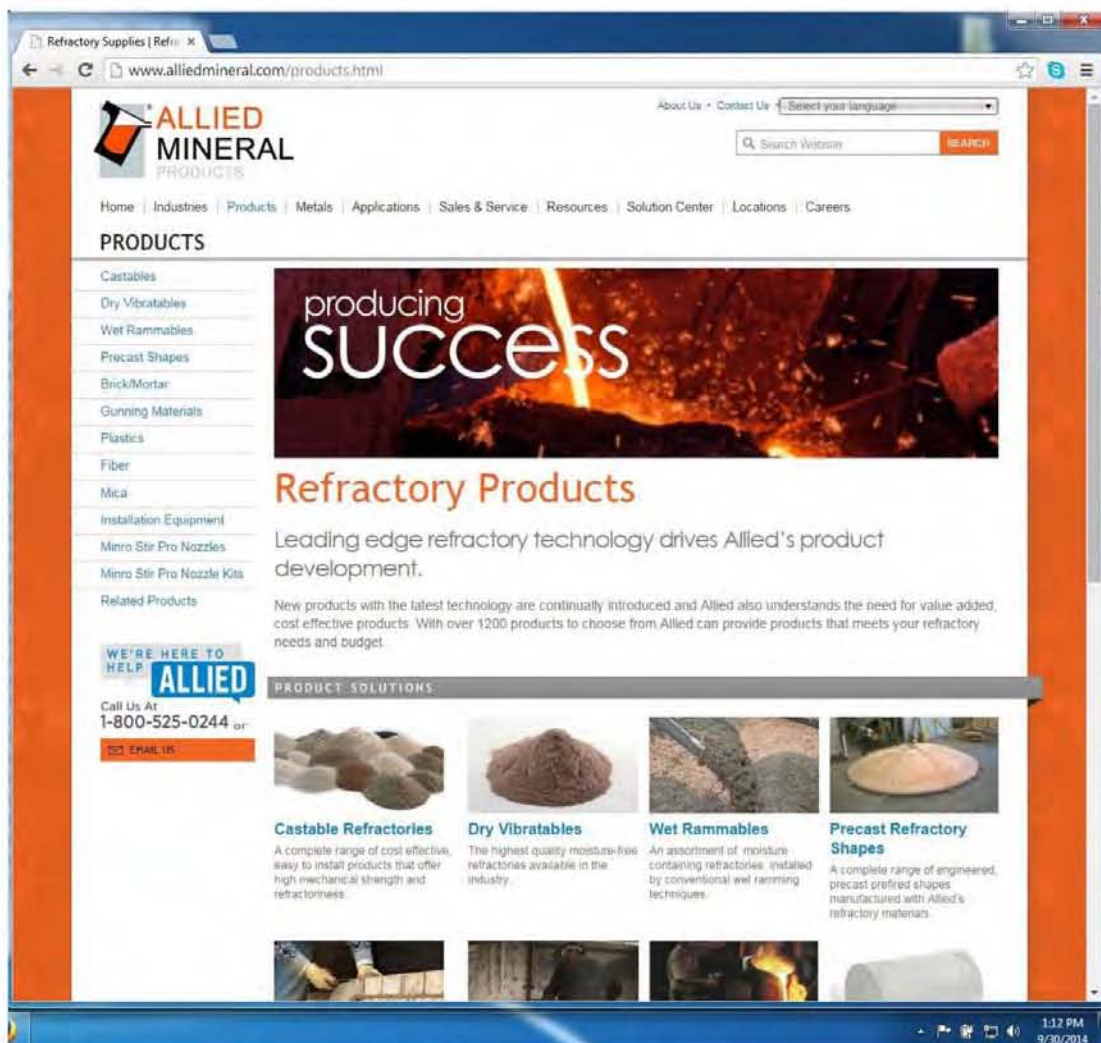 Refractory Supplies | Refr
www.alliedmineral.com/products.html
ALLIED
MINERAL
PRODUCTS
About Us • Contact Us
Select your language
Search Website
SEARCH
Home | Industries | Products | Metals | Applications | Sales & Service | Resources | Solution Center | Locations | Careers
PRODUCTS
Castables
Dry Vibratables
Wet Rammables
Precast Shapes
Brick/Mortar
Gunning Materials
Plastics
Fiber
Mica
Installation Equipment
Minro Stir Pro Nozzles
Minro Stir Pro Nozzle Kits
Related Products
WE'RE HERE TO
HELP
ALLIED
Call Us At
1-800-525-0244 or
EMAIL US
producing
success
Refractory Products
Leading edge refractory technology drives Allied's product
development.
New products with the latest technology are continually introduced and Allied also understands the need for value added,
cost effective products. With over 1200 products to choose from Allied can provide products that meets your refractory
needs and budget.
PRODUCT SOLUTIONS
Castable Refractories
A complete range of cost effective,
easy to install products that offer
high mechanical strength and
refractoriness.
Dry Vibratables
The highest quality moisture-free
refractories available in the
industry.
Wet Rammables
An assortment of moisture
containing refractories. Installed
by conventional wet ramming
techniques.
Precast Refractory
Shapes
A complete range of engineered,
precast prefired shapes
manufactured with Allied's
refractory materials.
1:12 PM
9/30/2014